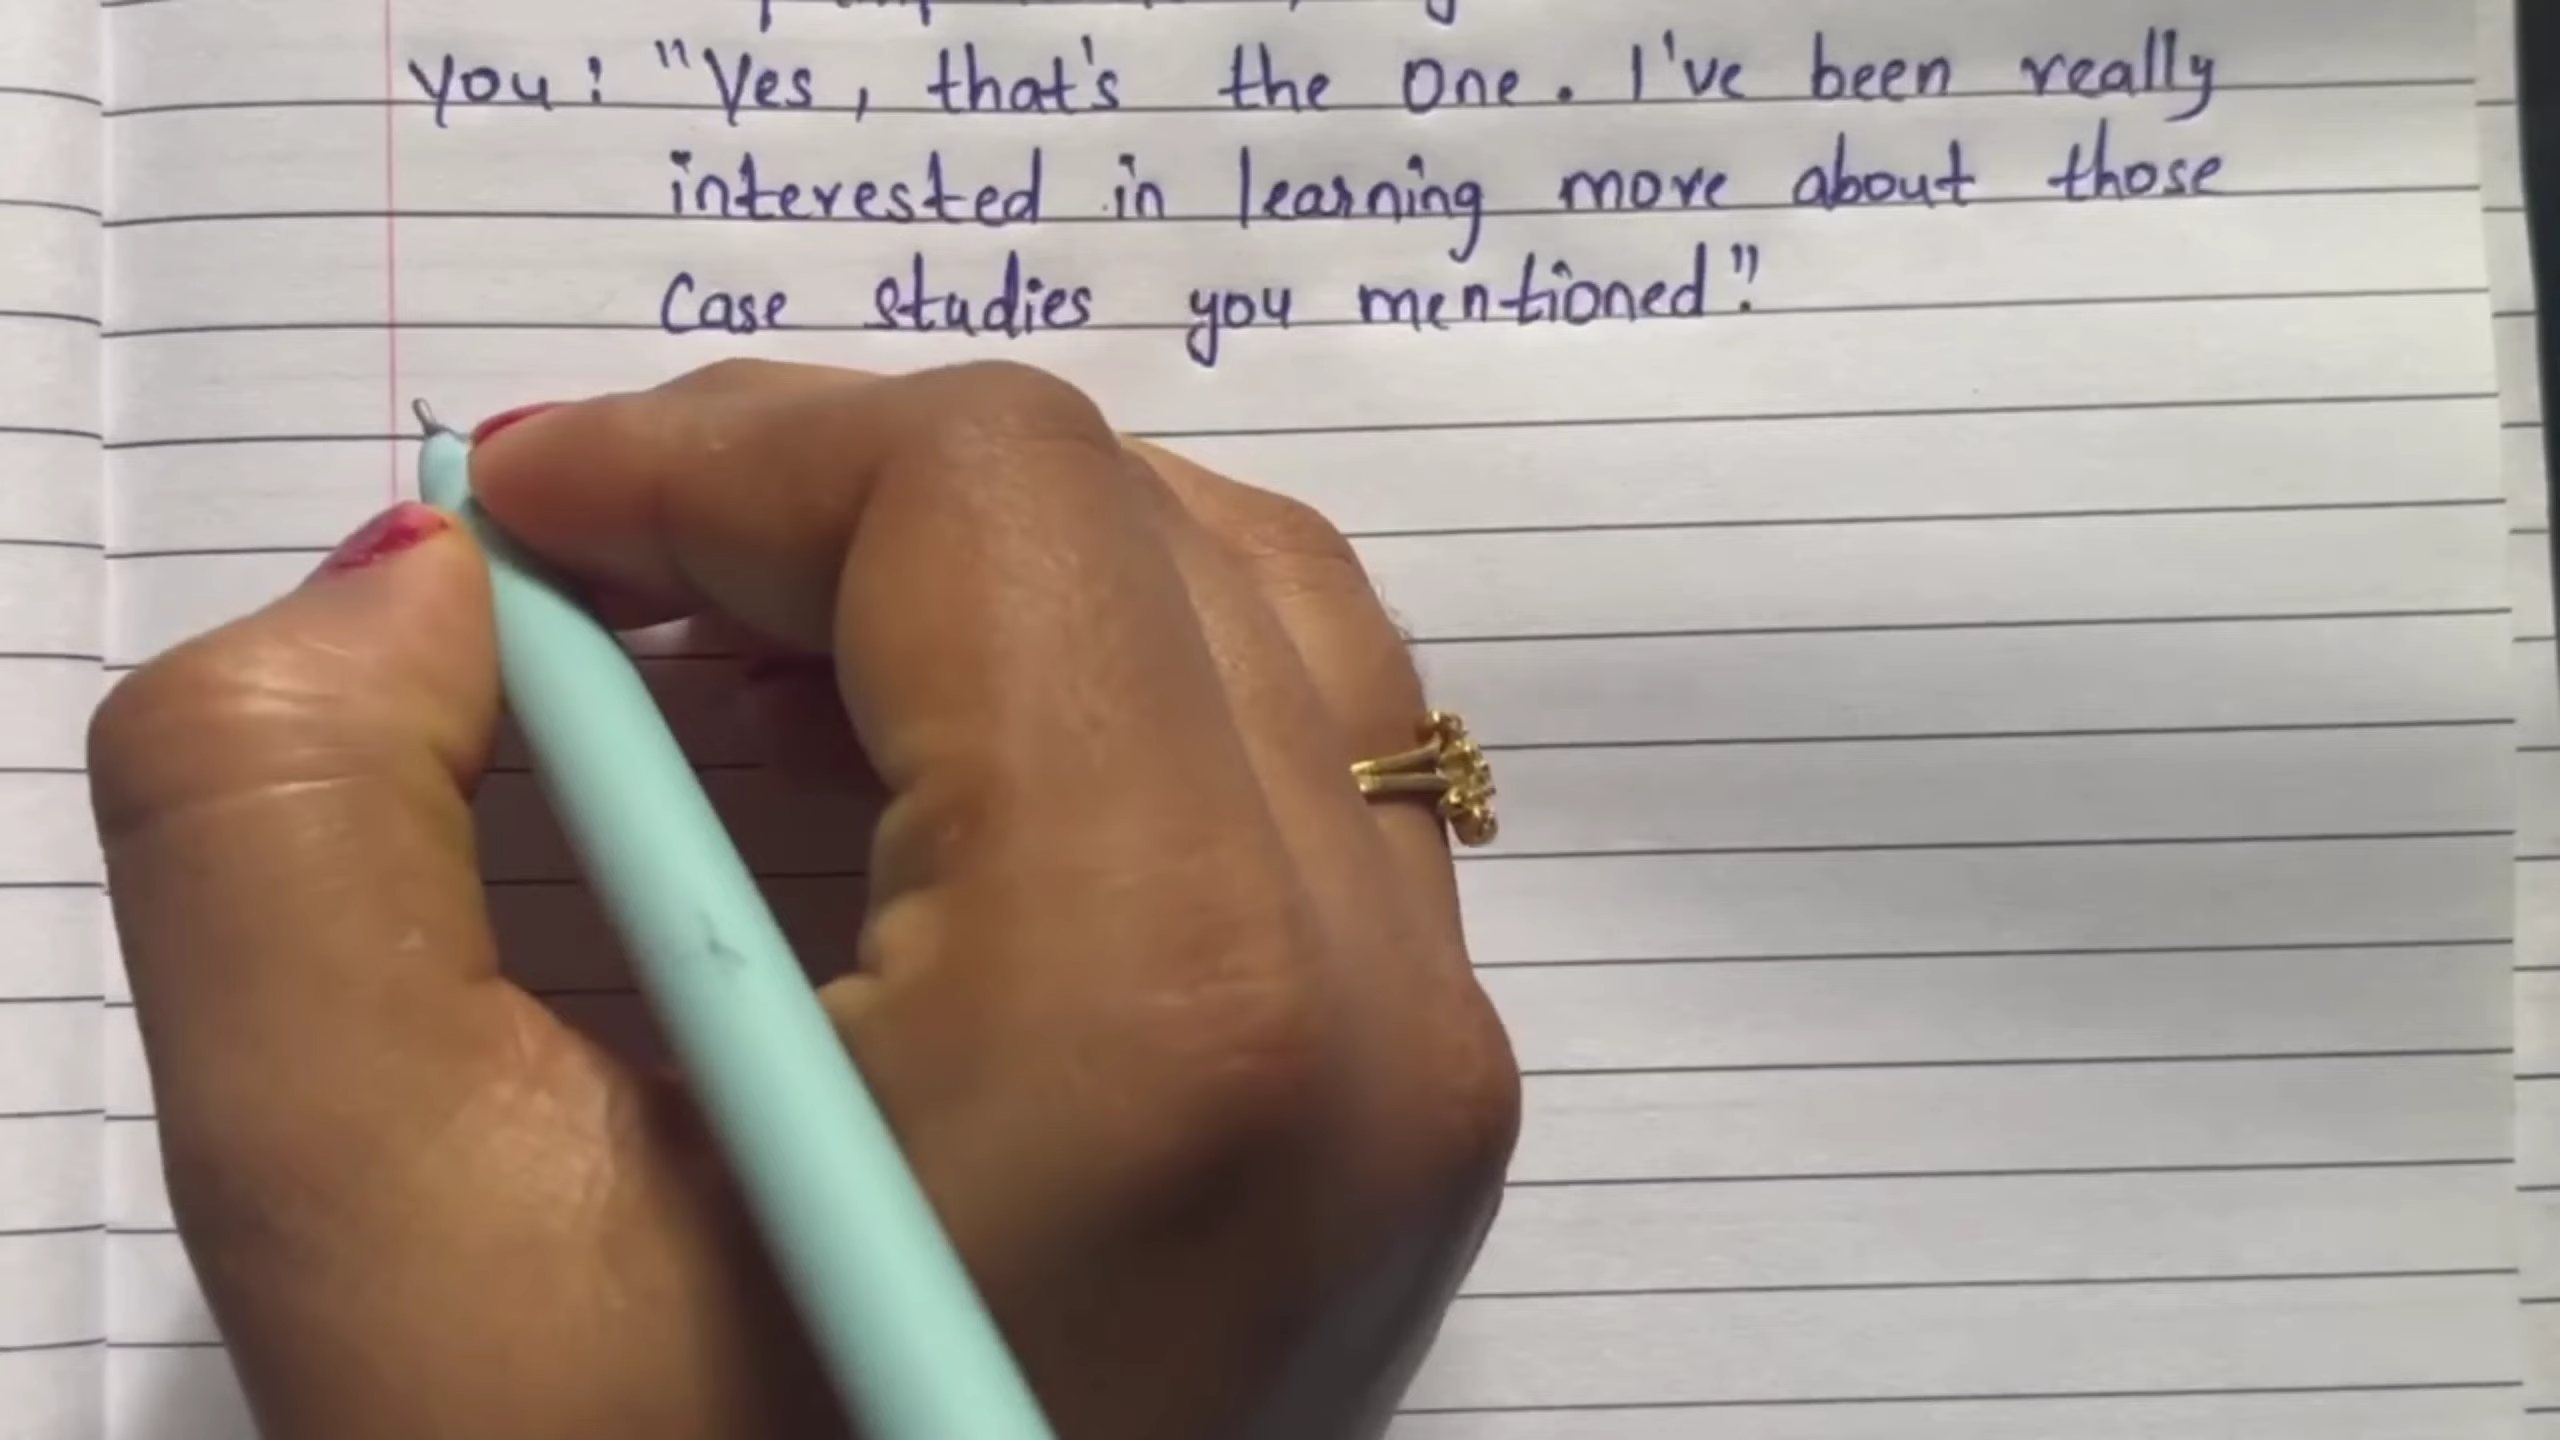 You : "Yes, that's the One. I've been really
interested in learning more about those
Case studies you mentioned".